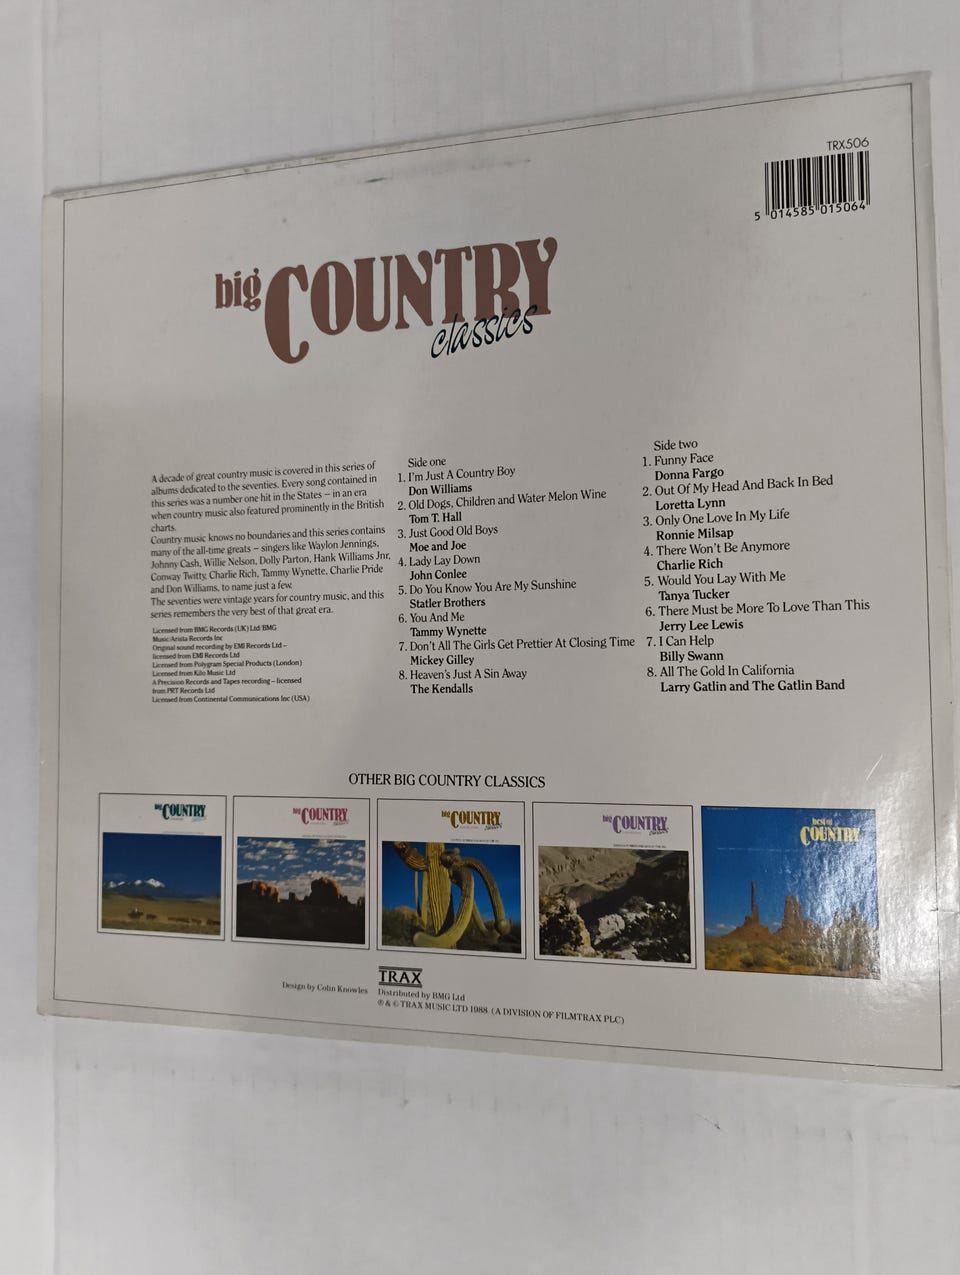 TRX506
5 014585 015064
big COUNTRY
classics
A decade of great country music is covered in this series of
albums dedicated to the seventies. Every song contained in
this series was a number one hit in the States – in an era
when country music also featured prominently in the British
charts.
Country music knows no boundaries and this series contains
many of the all-time greats – singers like Waylon Jennings,
Johnny Cash, Willie Nelson, Dolly Parton, Hank Williams Jnr,
Conway Twitty, Charlie Rich, Tammy Wynette, Charlie Pride
and Don Williams, to name just a few.
The seventies were vintage years for country music, and this
series remembers the very best of that great era.
Licensed from BMG Records (UK) Ltd/BMG
Music/Arista Records Inc
Original sound recording by EMI Records Ltd –
licensed from EMI Records Ltd
Licensed from Polygram Special Products (London)
Licensed from Kilo Music Ltd
A Precision Records and Tapes recording – licensed
from PRT Records Ltd
Licensed from Continental Communications Inc (USA)
Side one
1. I'm Just A Country Boy
Don Williams
2. Old Dogs, Children and Water Melon Wine
Tom T. Hall
3. Just Good Old Boys
Moe and Joe
4. Lady Lay Down
John Conlee
5. Do You Know You Are My Sunshine
Statler Brothers
6. You And Me
Tammy Wynette
7. Don't All The Girls Get Prettier At Closing Time
Mickey Gilley
8. Heaven's Just A Sin Away
The Kendalls
Side two
1. Funny Face
Donna Fargo
2. Out Of My Head And Back In Bed
Loretta Lynn
3. Only One Love In My Life
Ronnie Milsap
4. There Won't Be Anymore
Charlie Rich
5. Would You Lay With Me
Tanya Tucker
6. There Must be More To Love Than This
Jerry Lee Lewis
7. I Can Help
Billy Swann
8. All The Gold In California
Larry Gatlin and The Gatlin Band
OTHER BIG COUNTRY CLASSICS
big COUNTRY
classics
big COUNTRY
classics
big COUNTRY
classics
big COUNTRY
classics
best of
COUNTRY
Design by Colin Knowles
TRAX
Distributed by BMG Ltd
℗ & © TRAX MUSIC LTD 1988 (A DIVISION OF FILMTRAX PLC)